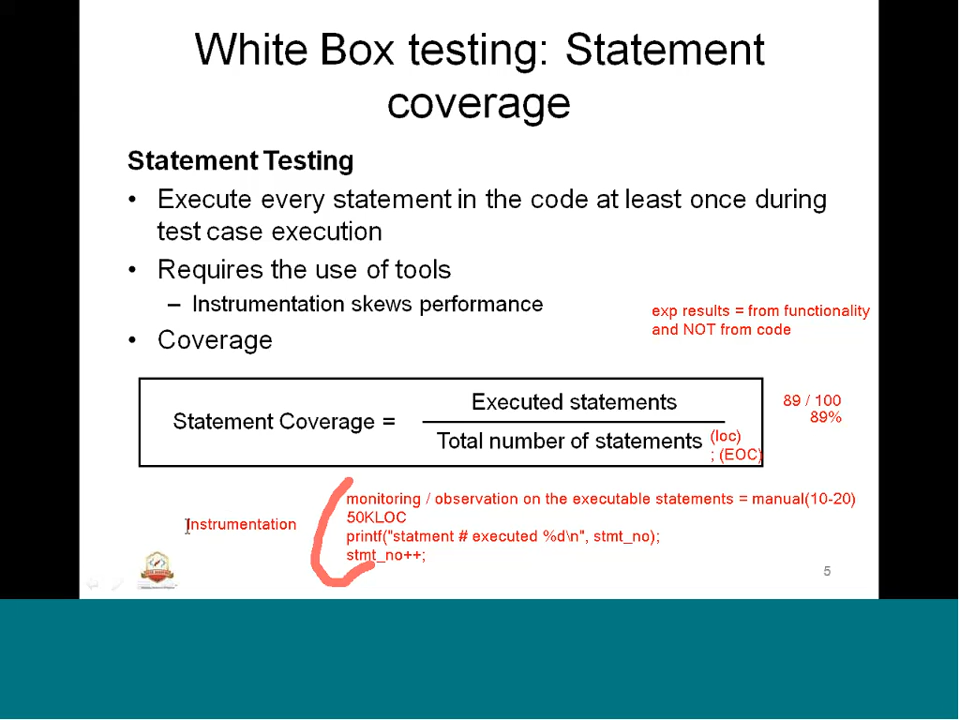 White Box testing: Statement
coverage
Statement Testing
• Execute every statement in the code at least once during
test case execution
• Requires the use of tools
– Instrumentation skews performance
exp results = from functionality
and NOT from code
• Coverage
Statement Coverage =
Executed statements
Total number of statements
(loc)
; (EOC)
89 / 100
89%
Instrumentation
monitoring / observation on the executable statements = manual(10-20)
50KLOC
printf("statment # executed %d\n", stmt_no);
stmt_no++;
5